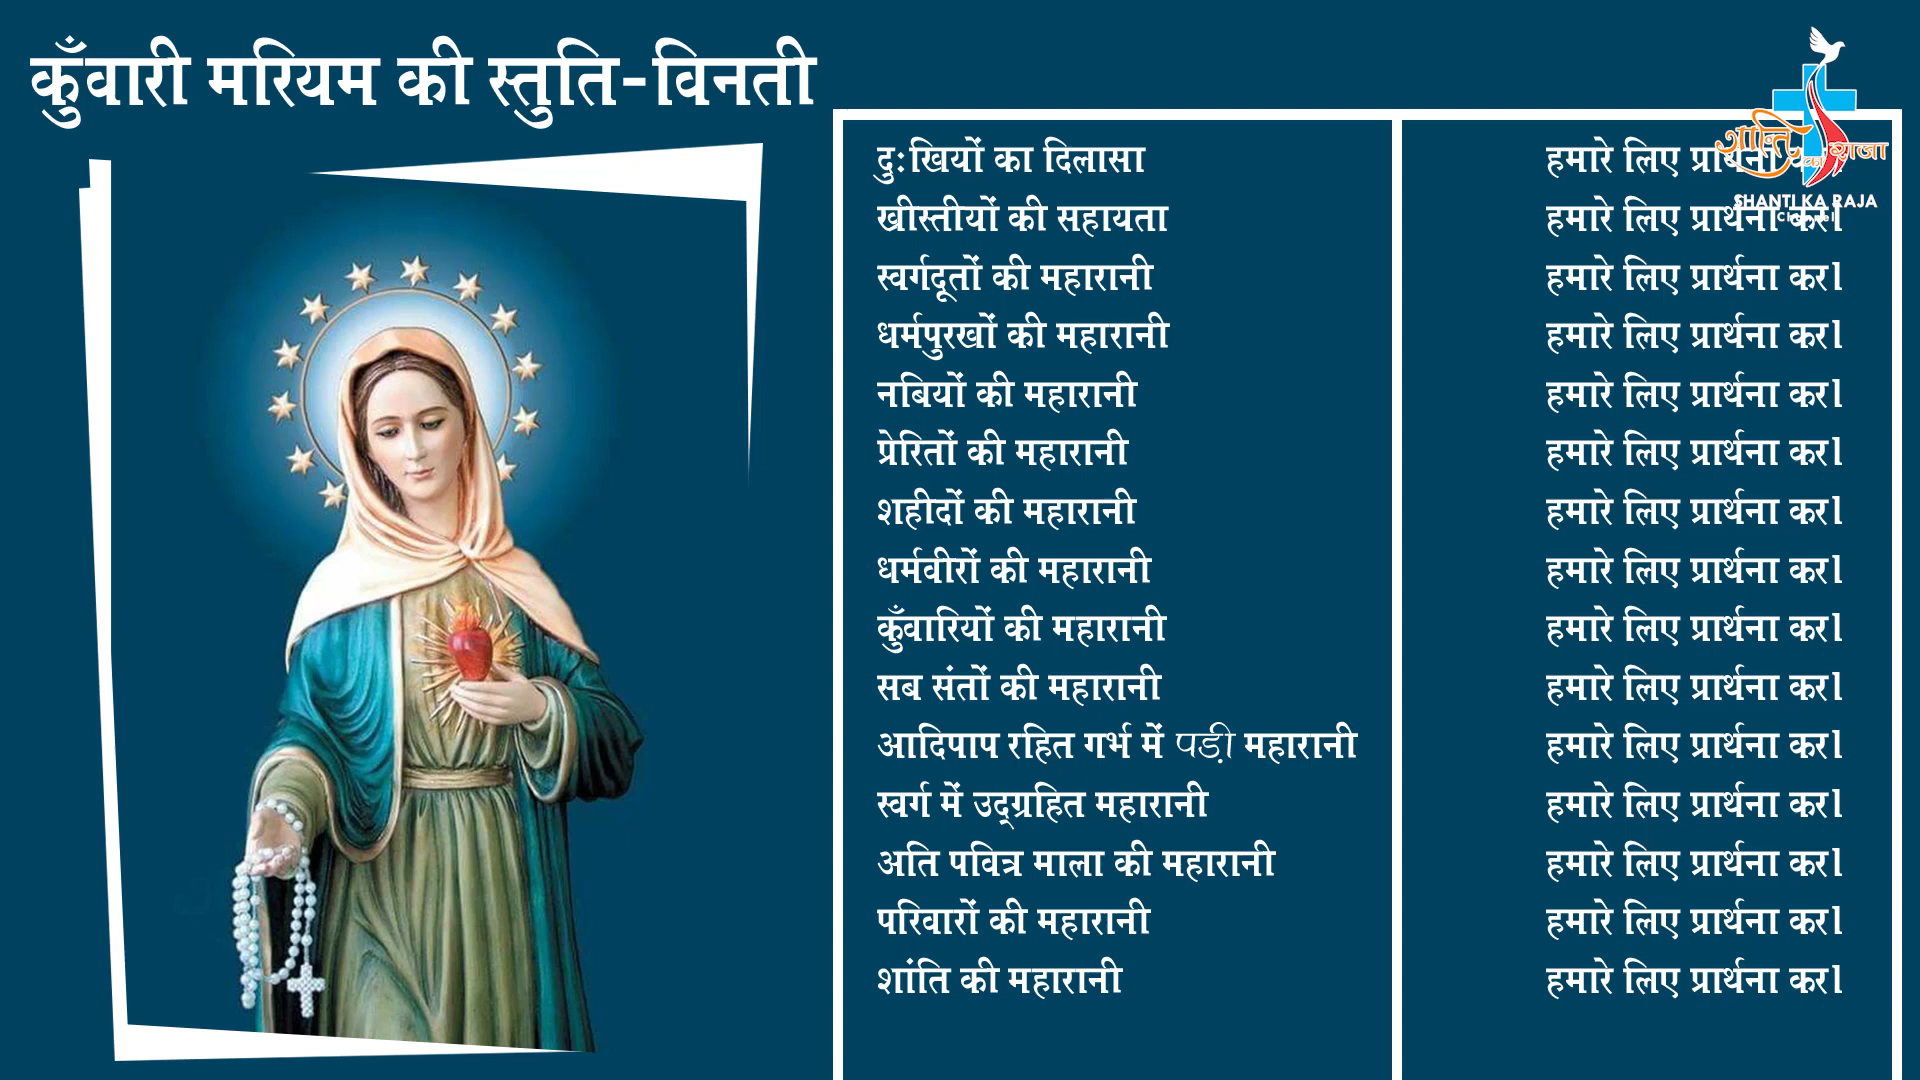 कुँवारी मरियम की स्तुति-विनती
शान्ति का राजा
SHANTI KA RAJA
Channel
दुःखियों का दिलासा हमारे लिए प्रार्थना कर।
खीस्तीयों की सहायता हमारे लिए प्रार्थना कर।
स्वर्गदूतों की महारानी हमारे लिए प्रार्थना कर।
धर्मपुरखों की महारानी हमारे लिए प्रार्थना कर।
नबियों की महारानी हमारे लिए प्रार्थना कर।
प्रेरितों की महारानी हमारे लिए प्रार्थना कर।
शहीदों की महारानी हमारे लिए प्रार्थना कर।
धर्मवीरों की महारानी हमारे लिए प्रार्थना कर।
कुँवारियों की महारानी हमारे लिए प्रार्थना कर।
सब संतों की महारानी हमारे लिए प्रार्थना कर।
आदिपाप रहित गर्भ में पड़ी महारानी हमारे लिए प्रार्थना कर।
स्वर्ग में उद्ग्रहित महारानी हमारे लिए प्रार्थना कर।
अति पवित्र माला की महारानी हमारे लिए प्रार्थना कर।
परिवारों की महारानी हमारे लिए प्रार्थना कर।
शांति की महारानी हमारे लिए प्रार्थना कर।